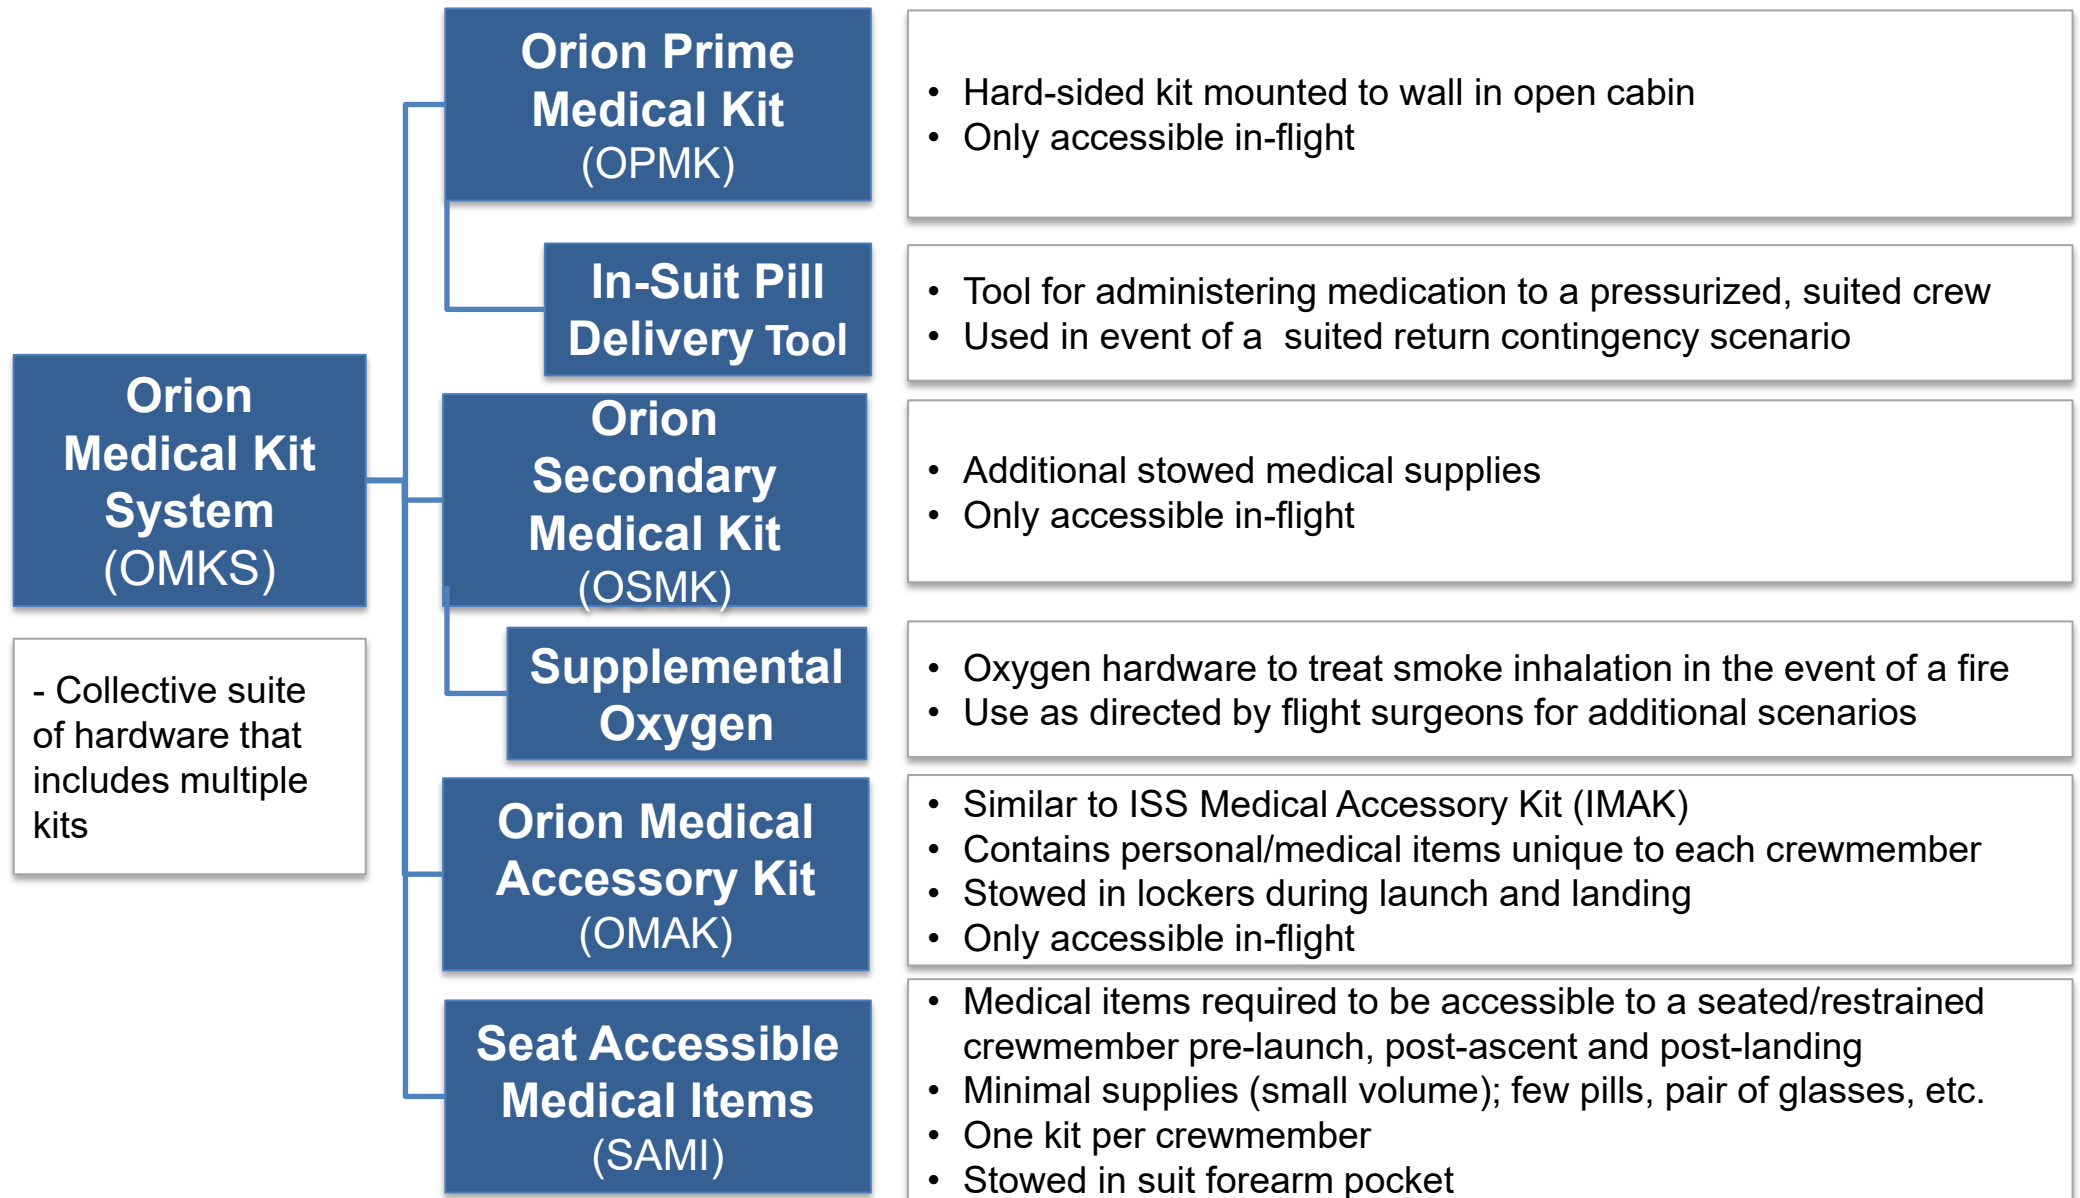 Orion Prime
Medical Kit
(OPMK)
• Hard-sided kit mounted to wall in open cabin
• Only accessible in-flight
In-Suit Pill
Delivery Tool
• Tool for administering medication to a pressurized, suited crew
• Used in event of a  suited return contingency scenario
Orion
Medical Kit
System
(OMKS)
- Collective suite
of hardware that
includes multiple
kits
Orion
Secondary
Medical Kit
(OSMK)
• Additional stowed medical supplies
• Only accessible in-flight
Supplemental
Oxygen
• Oxygen hardware to treat smoke inhalation in the event of a fire
• Use as directed by flight surgeons for additional scenarios
Orion Medical
Accessory Kit
(OMAK)
• Similar to ISS Medical Accessory Kit (IMAK)
• Contains personal/medical items unique to each crewmember
• Stowed in lockers during launch and landing
• Only accessible in-flight
Seat Accessible
Medical Items
(SAMI)
• Medical items required to be accessible to a seated/restrained
crewmember pre-launch, post-ascent and post-landing
• Minimal supplies (small volume); few pills, pair of glasses, etc.
• One kit per crewmember
• Stowed in suit forearm pocket